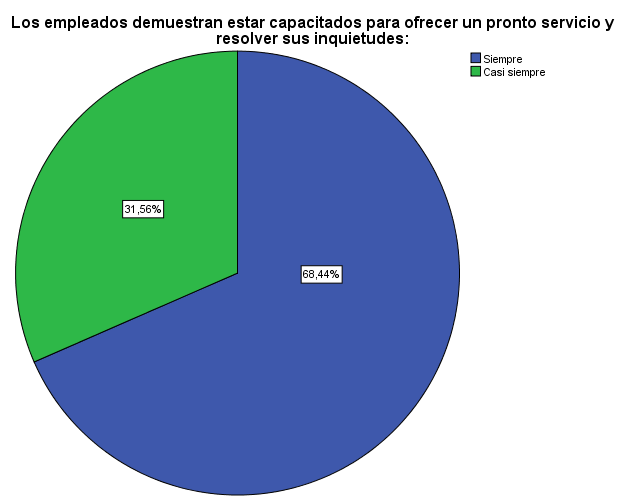 Los empleados demuestran estar capacitados para ofrecer un pronto servicio y
resolver sus inquietudes:
Siempre
Casi siempre
31,56%
68,44%